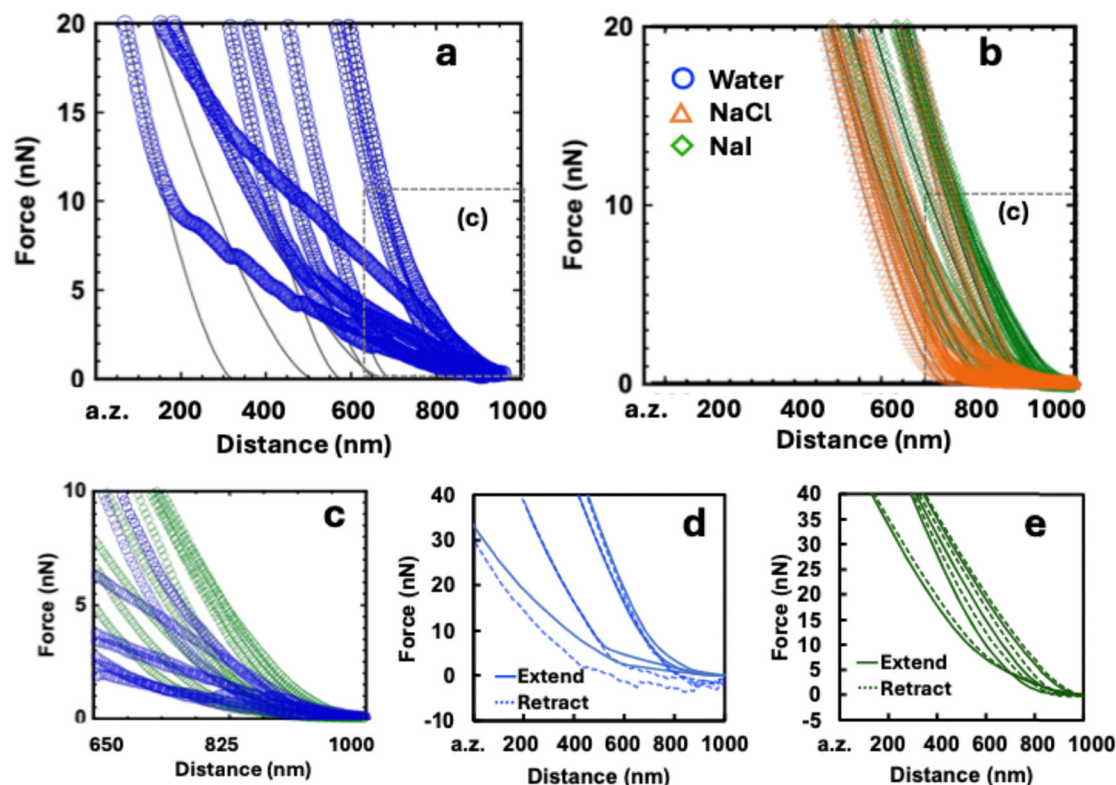 a
20
15
10
5
0
Force (nN)
(c)
a.z. 200 400 600 800 1000
Distance (nm)
b
Water
NaCl
NaI
20
10
0
Force (nN)
(c)
a.z. 200 400 600 800 1000
Distance (nm)
c
10
5
0
Force (nN)
650 825 1000
Distance (nm)
d
40
30
20
10
0
-10
Force (nN)
Extend
Retract
a.z. 200 400 600 800 1000
Distance (nm)
e
40
35
30
25
20
15
10
5
0
-5
Force (nN)
Extend
Retract
a.z. 200 400 600 800 1000
Distance (nm)